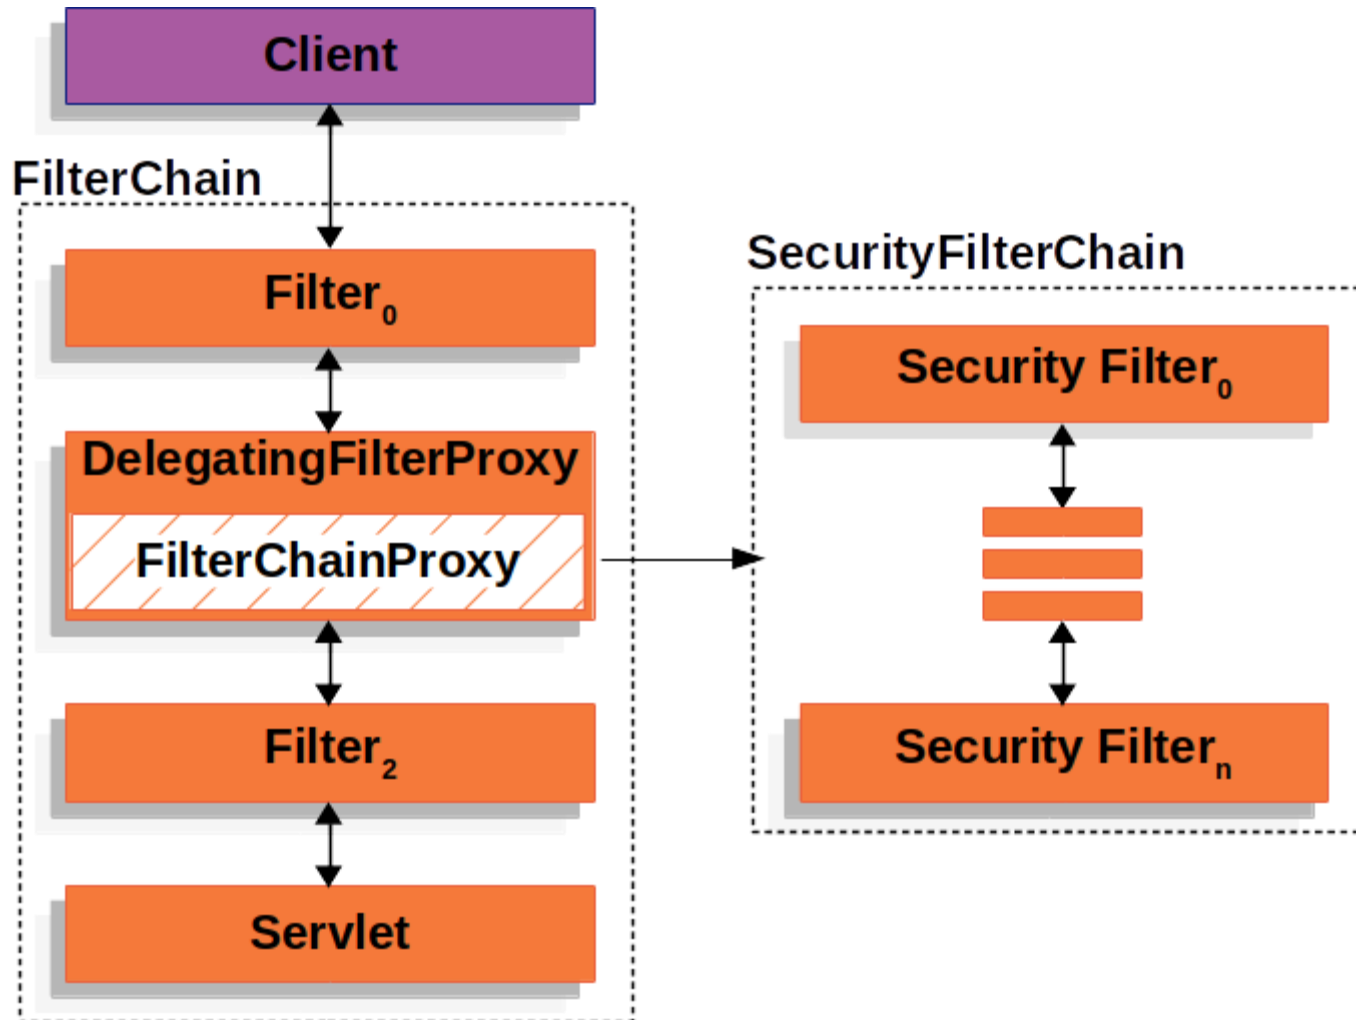 Client
FilterChain
Filter₀
DelegatingFilterProxy
FilterChainProxy
Filter₂
Servlet
SecurityFilterChain
Security Filter₀
Security Filterₙ